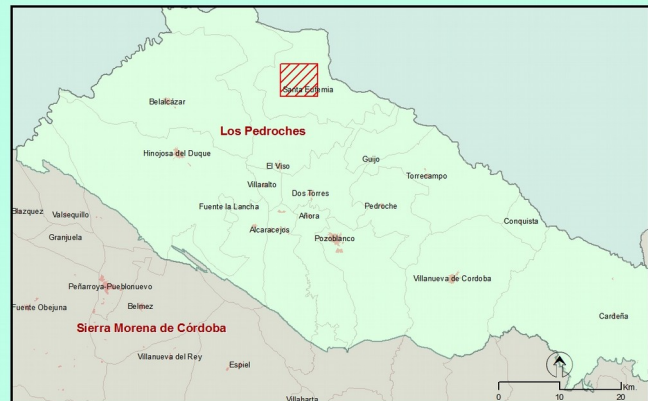 Santa Eufemia
Belalcázar
Los Pedroches
Hinojosa del Duque
Guijo
El Viso
Torrecampo
Villaralto
Dos Torres
Fuente la Lancha
Pedroche
Blazquez
Valsequillo
Añora
Conquista
Alcaracejos
Pozoblanco
Granjuela
Villanueva de Cordoba
Peñarroya-Pueblonuevo
Fuente Obejuna
Belmez
Cardeña
Sierra Morena de Córdoba
Villanueva del Rey
Espiel
Km.
0 10 20
Villaharta